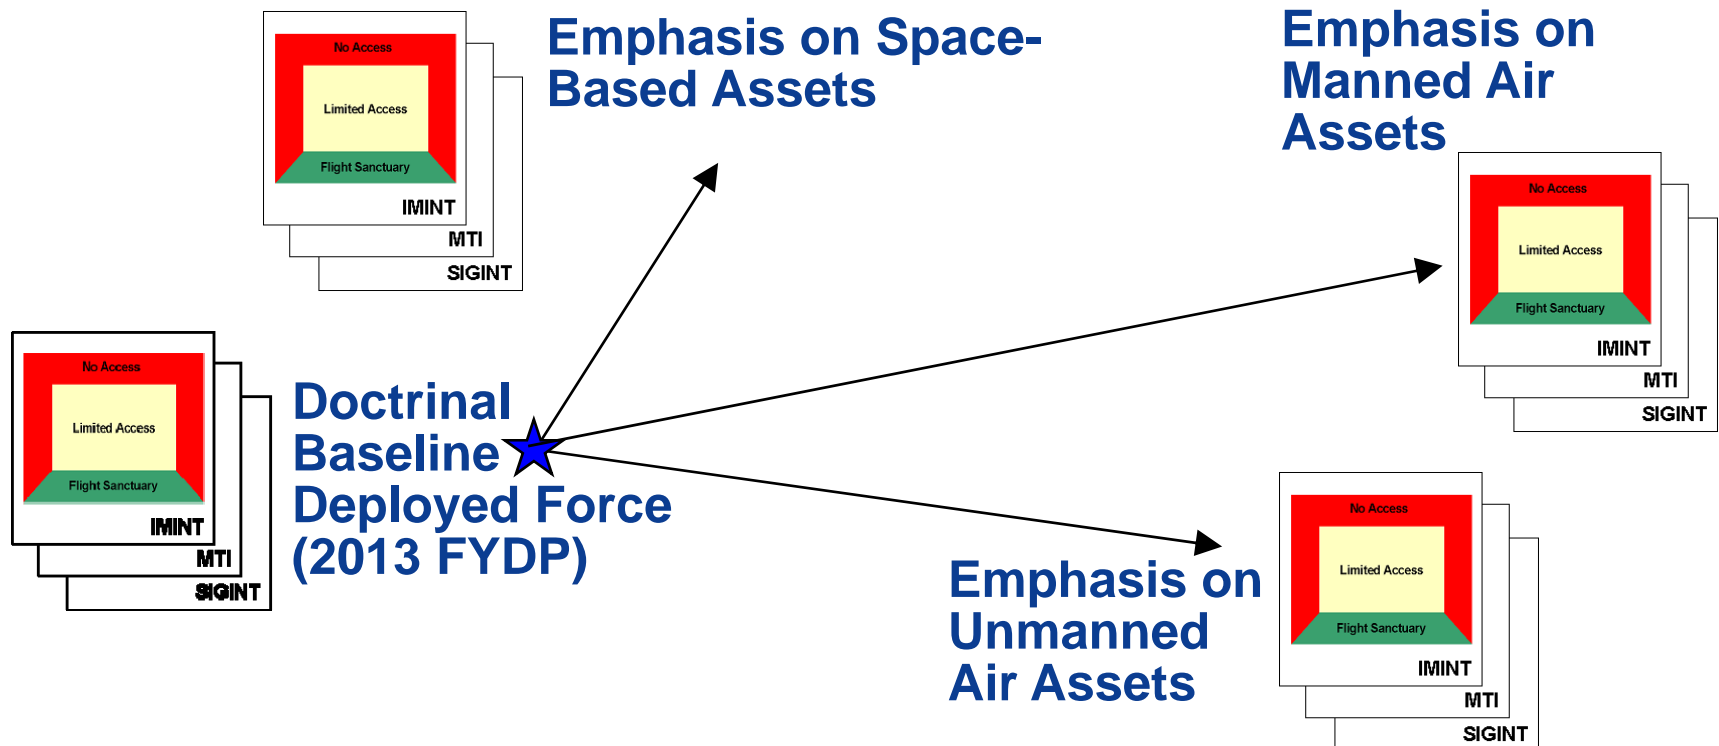 Emphasis on Space-
Based Assets
No Access
Limited Access
Flight Sanctuary
IMINT
MTI
SIGINT
Emphasis on
Manned Air
Assets
No Access
Limited Access
Flight Sanctuary
IMINT
MTI
SIGINT
No Access
Limited Access
Flight Sanctuary
IMINT
MTI
SIGINT
Doctrinal
Baseline
Deployed Force
(2013 FYDP)
Emphasis on
Unmanned
Air Assets
No Access
Limited Access
Flight Sanctuary
IMINT
MTI
SIGINT